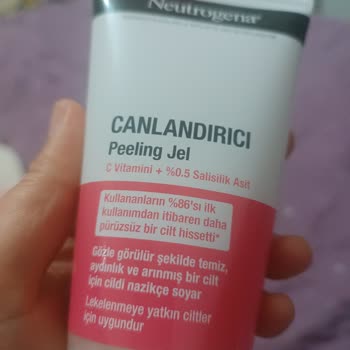 Neutrogena®
CANLANDIRICI
Peeling Jel
C Vitamini + %0.5 Salisilik Asit
Kullananların %86'sı ilk
kullanımdan itibaren daha
pürüzsüz bir cilt hissetti*
Gözle görülür şekilde temiz,
aydınlık ve arınmış bir cilt
için cildi nazikçe soyar
Lekelenmeye yatkın ciltler
için uygundur